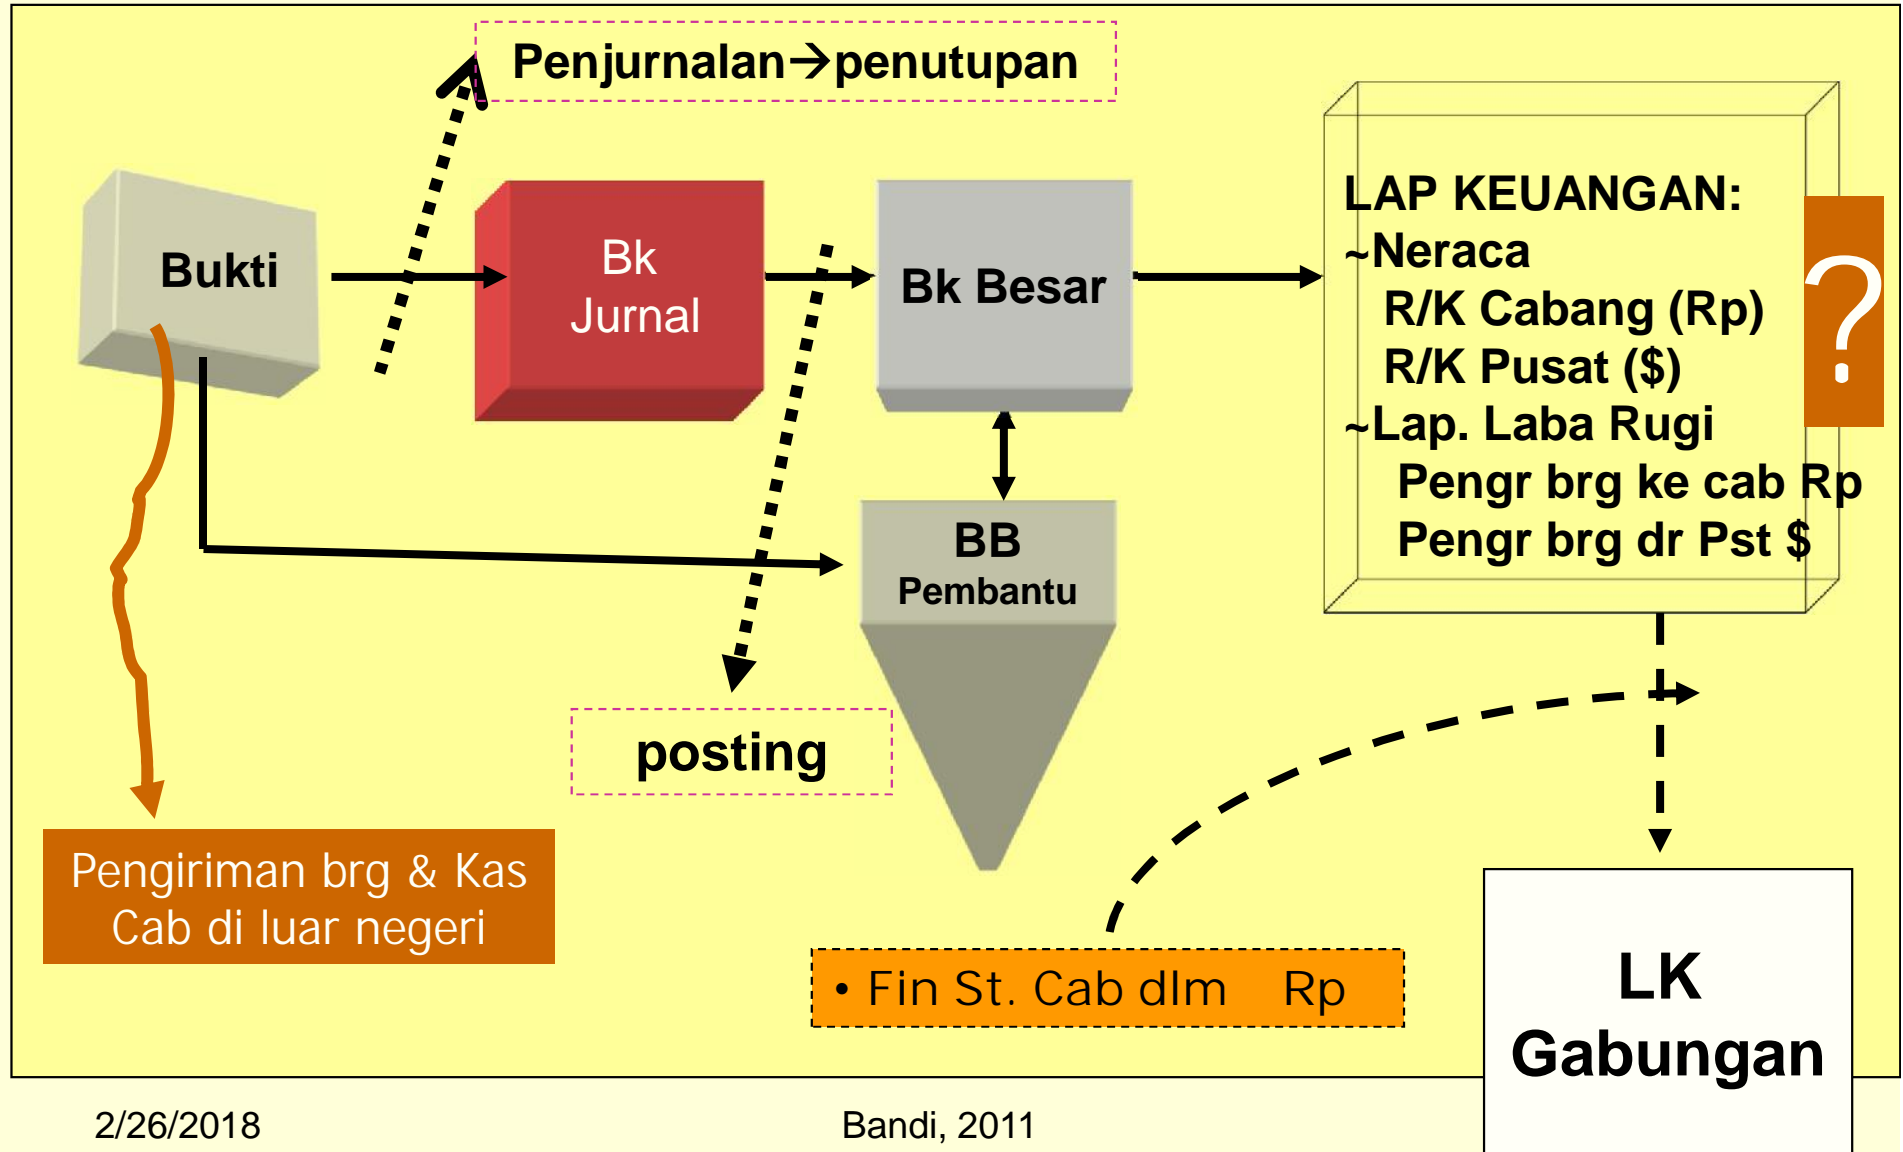 Penjurnalan→penutupan
Bukti
Bk
Jurnal
Bk Besar
LAP KEUANGAN:
~Neraca
R/K Cabang (Rp)
R/K Pusat ($)
~Lap. Laba Rugi
Pengr brg ke cab Rp
Pengr brg dr Pst $
?
BB
Pembantu
posting
Pengiriman brg & Kas
Cab di luar negeri
• Fin St. Cab dlm Rp
LK
Gabungan
2/26/2018
Bandi, 2011